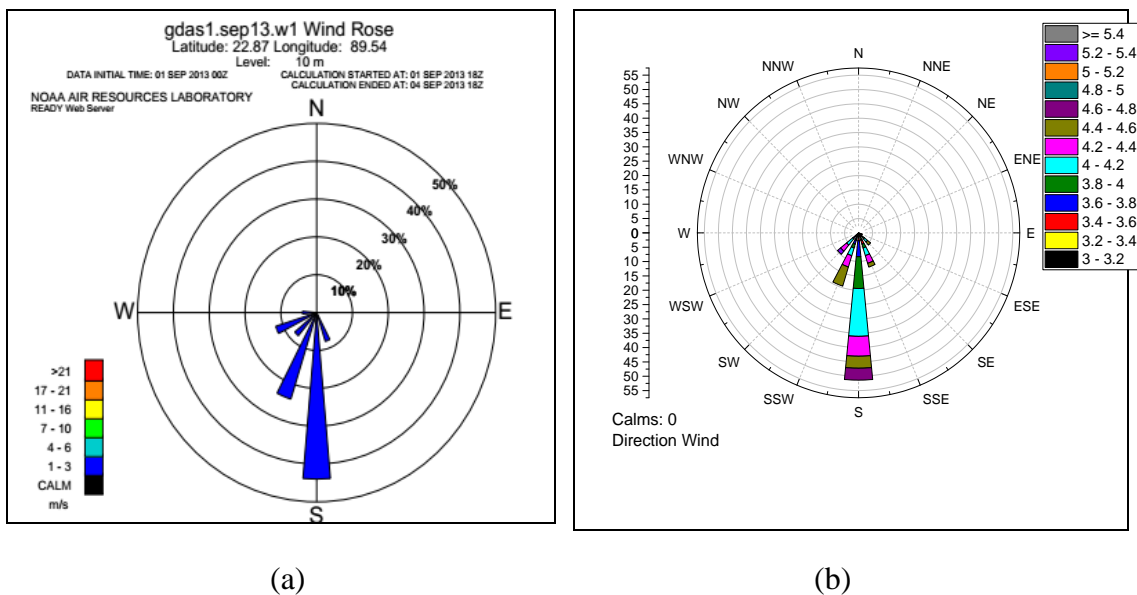 gdas1.sep13.w1 Wind Rose
Latitude: 22.87 Longitude: 89.54
Level: 10 m
DATA INITIAL TIME: 01 SEP 2013 00Z
CALCULATION STARTED AT: 01 SEP 2013 18Z
CALCULATION ENDED AT: 04 SEP 2013 18Z
NOAA AIR RESOURCES LABORATORY
READY Web Server
N
50%
40%
30%
20%
10%
W
E
S
>21
17 - 21
11 - 16
7 - 10
4 - 6
1 - 3
CALM
m/s
(a)
55
50
45
40
35
30
25
20
15
10
5
0
5
10
15
20
25
30
35
40
45
50
55
N
NNE
NE
ENE
E
ESE
SE
SSE
S
SSW
SW
WSW
W
WNW
NW
NNW
>= 5.4
5.2 - 5.4
5 - 5.2
4.8 - 5
4.6 - 4.8
4.4 - 4.6
4.2 - 4.4
4 - 4.2
3.8 - 4
3.6 - 3.8
3.4 - 3.6
3.2 - 3.4
3 - 3.2
Calms: 0
Direction Wind
(b)